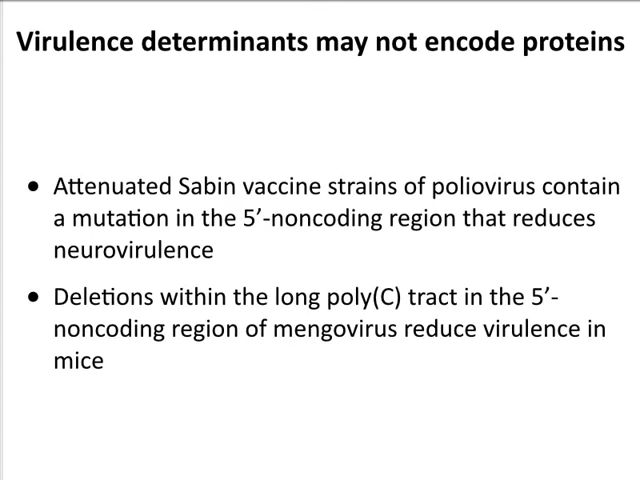 Virulence determinants may not encode proteins
• Attenuated Sabin vaccine strains of poliovirus contain
a mutation in the 5’-noncoding region that reduces
neurovirulence
• Deletions within the long poly(C) tract in the 5’-
noncoding region of mengovirus reduce virulence in
mice